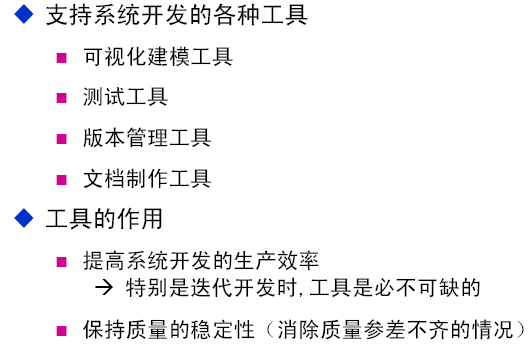 支持系统开发的各种工具
可视化建模工具
测试工具
版本管理工具
文档制作工具
工具的作用
提高系统开发的生产效率
→ 特别是迭代开发时,工具是必不可缺的
保持质量的稳定性（消除质量参差不齐的情况）